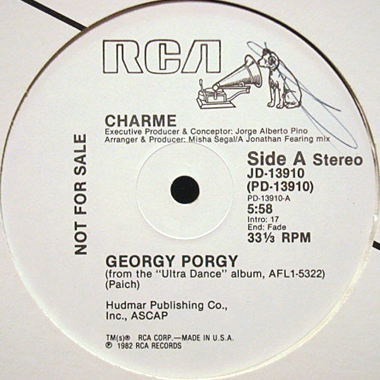 RCA
CHARME
Executive Producer & Conceptor: Jorge Alberto Pino
Arranger & Producer: Misha Segal/A Jonathan Fearing mix
NOT FOR SALE
Side A Stereo
JD-13910
(PD-13910)
PD-13910-A
5:58
Intro: 17
End: Fade
33⅓ RPM
GEORGY PORGY
(from the "Ultra Dance" album, AFL1-5322)
(Paich)
Hudmar Publishing Co.,
Inc., ASCAP
TM(s)® RCA CORP.—MADE IN U.S.A.
℗ 1982 RCA RECORDS